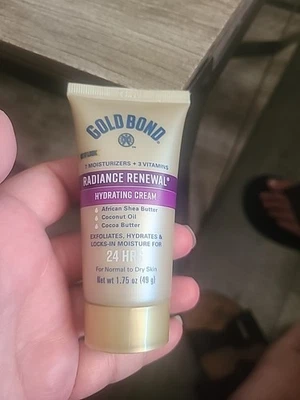 GOLD BOND
7 MOISTURIZERS + 3 VITAMINS
RADIANCE RENEWAL*
HYDRATING CREAM
African Shea Butter
Coconut Oil
Cocoa Butter
EXFOLIATES, HYDRATES &
LOCKS-IN MOISTURE FOR
24 HRS
For Normal to Dry Skin
Net wt 1.75 oz (49 g)